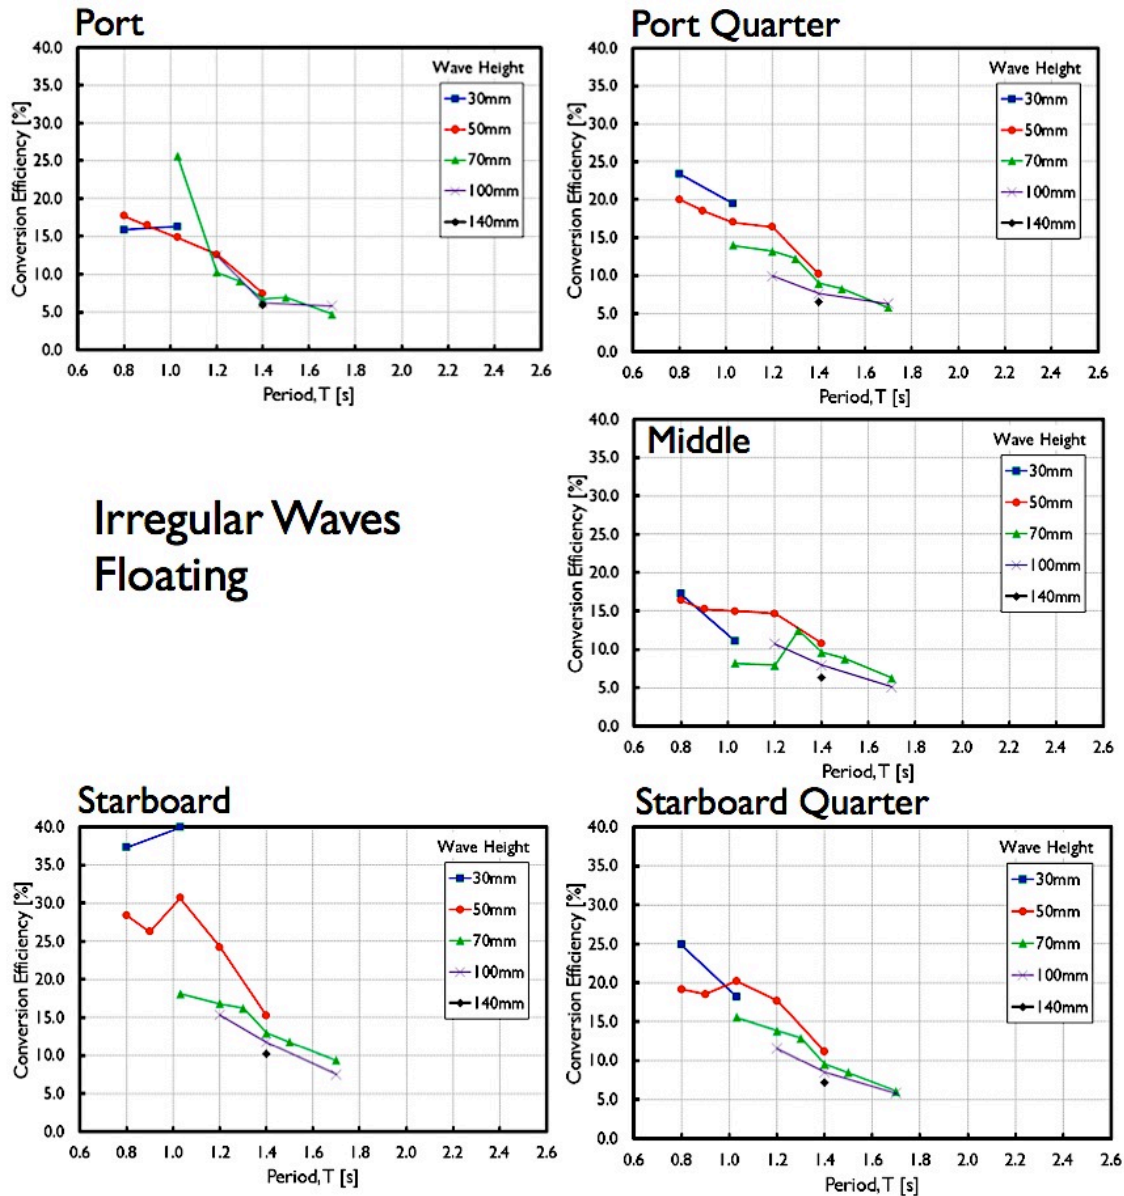 Port
Conversion Efficiency [%]
40.0
35.0
30.0
25.0
20.0
15.0
10.0
5.0
0.0
0.6 0.8 1.0 1.2 1.4 1.6 1.8 2.0 2.2 2.4 2.6
Period, T [s]
Wave Height
30mm
50mm
70mm
100mm
140mm
Port Quarter
Conversion Efficiency [%]
40.0
35.0
30.0
25.0
20.0
15.0
10.0
5.0
0.0
0.6 0.8 1.0 1.2 1.4 1.6 1.8 2.0 2.2 2.4 2.6
Period, T [s]
Wave Height
30mm
50mm
70mm
100mm
140mm
Irregular Waves
Floating
Middle
Conversion Efficiency [%]
40.0
35.0
30.0
25.0
20.0
15.0
10.0
5.0
0.0
0.6 0.8 1.0 1.2 1.4 1.6 1.8 2.0 2.2 2.4 2.6
Period, T [s]
Wave Height
30mm
50mm
70mm
100mm
140mm
Starboard
Conversion Efficiency [%]
40.0
35.0
30.0
25.0
20.0
15.0
10.0
5.0
0.0
0.6 0.8 1.0 1.2 1.4 1.6 1.8 2.0 2.2 2.4 2.6
Period, T [s]
Wave Height
30mm
50mm
70mm
100mm
140mm
Starboard Quarter
Conversion Efficiency [%]
40.0
35.0
30.0
25.0
20.0
15.0
10.0
5.0
0.0
0.6 0.8 1.0 1.2 1.4 1.6 1.8 2.0 2.2 2.4 2.6
Period, T [s]
Wave Height
30mm
50mm
70mm
100mm
140mm